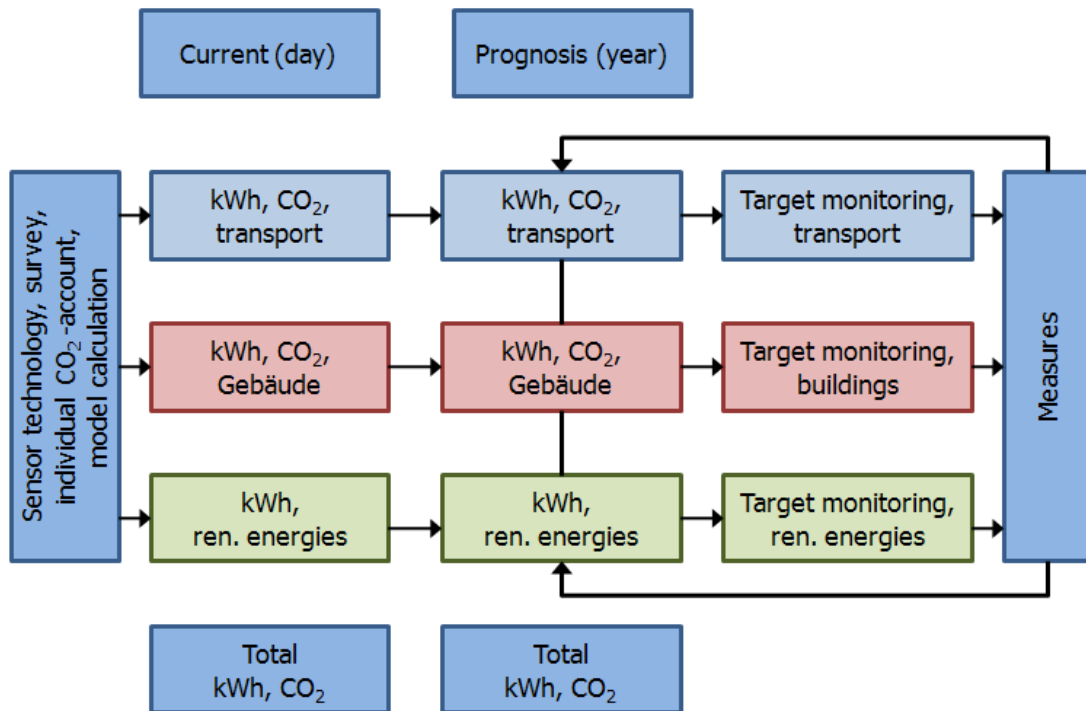 Current (day)
Prognosis (year)
Sensor technology, survey,
individual CO₂-account,
model calculation
kWh, CO₂,
transport
kWh, CO₂,
transport
Target monitoring,
transport
Measures
kWh, CO₂,
Gebäude
kWh, CO₂,
Gebäude
Target monitoring,
buildings
kWh,
ren. energies
kWh,
ren. energies
Target monitoring,
ren. energies
Total
kWh, CO₂
Total
kWh, CO₂